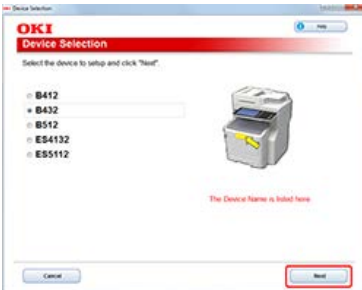 Device Selection
OKI
Help
Device Selection
Select the device to setup and click "Next".
B412
B432
B512
ES4132
ES5112
The Device Name is listed here
Cancel
Next